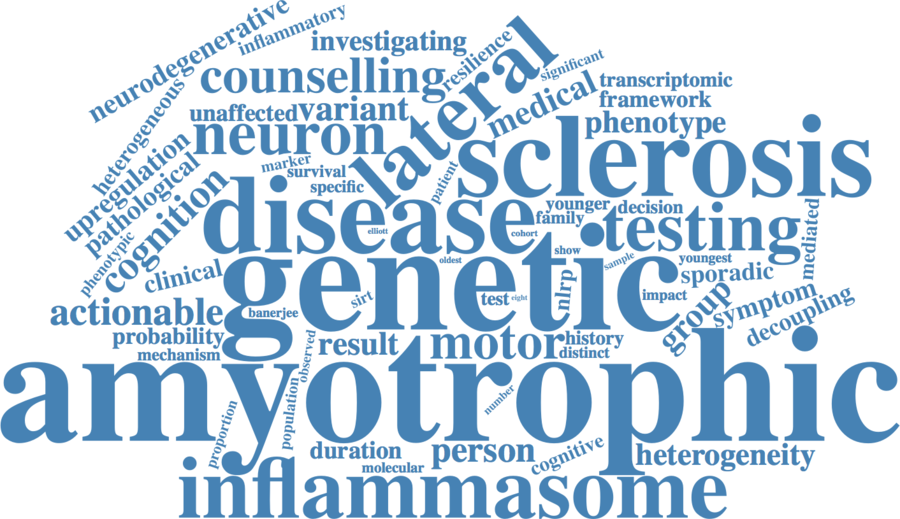 neurodegenerative
inflammatory
investigating
lateral
resilience
significant
counselling
heterogeneous
transcriptomic
medical
framework
unaffected
variant
phenotype
neuron
sclerosis
upregulation
pathological
marker
survival
specific
patient
cognition
disease
elliott
cohort
younger
decision
family
testing
mediated
phenotypic
clinical
genetic
oldest
show
sample
youngest
sporadic
nlrp
impact
group
symptom
decoupling
actionable
banerjee
sirt
test
eight
probability
mechanism
observed
result
motor
history
distinct
amyotrophic
number
proportion
population
duration
molecular
person
cognitive
heterogeneity
inflammasome